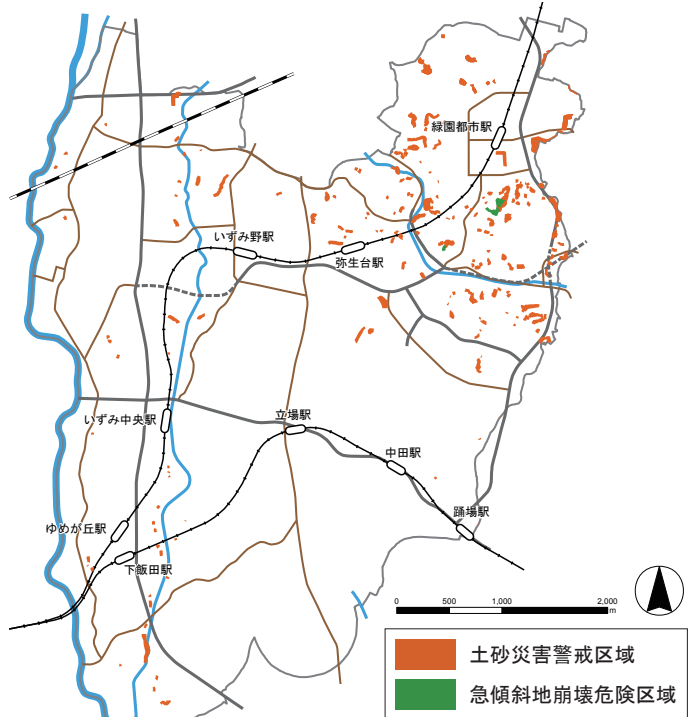 緑園都市駅
いずみ野駅
弥生台駅
いずみ中央駅
立場駅
中田駅
踊場駅
ゆめが丘駅
下飯田駅
0 500 1,000 2,000
m
土砂災害警戒区域
急傾斜地崩壊危険区域